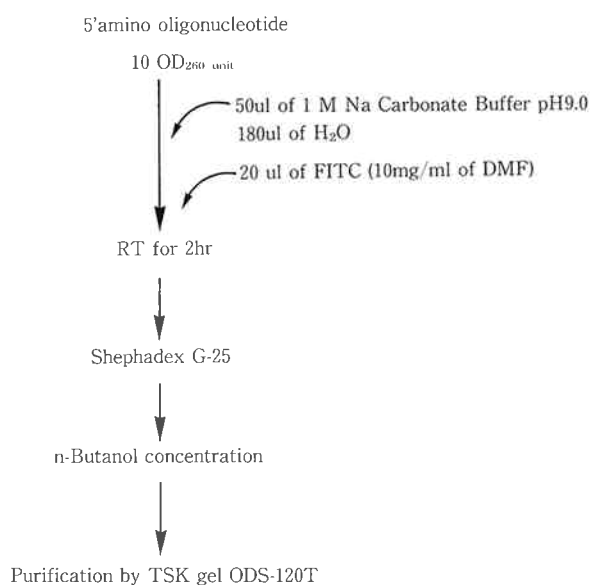 5'amino oligonucleotide
10 OD260 unit
50ul of 1 M Na Carbonate Buffer pH9.0
180ul of H2O
20 ul of FITC (10mg/ml of DMF)
RT for 2hr
Shephadex G-25
n-Butanol concentration
Purification by TSK gel ODS-120T